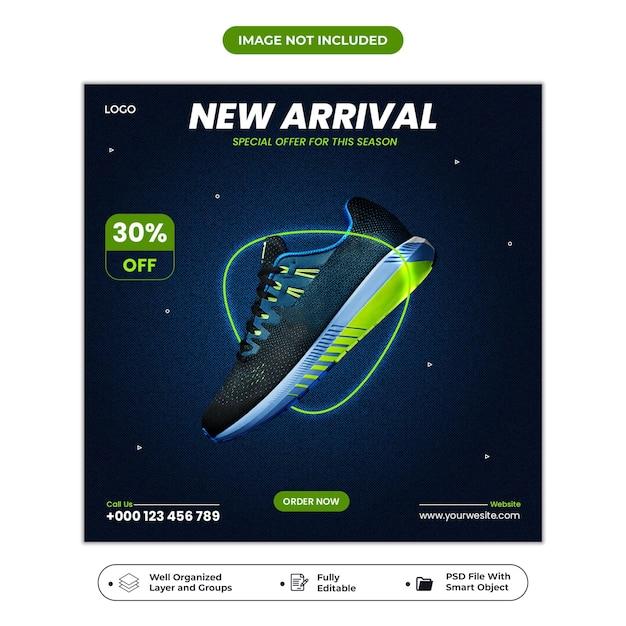 IMAGE NOT INCLUDED
LOGO
NEW ARRIVAL
SPECIAL OFFER FOR THIS SEASON
30%
OFF
Call Us
+000 123 456 789
ORDER NOW
Website
www.yourwesite.com
Well Organized
Layer and Groups
Fully
Editable
PSD File With
Smart Object